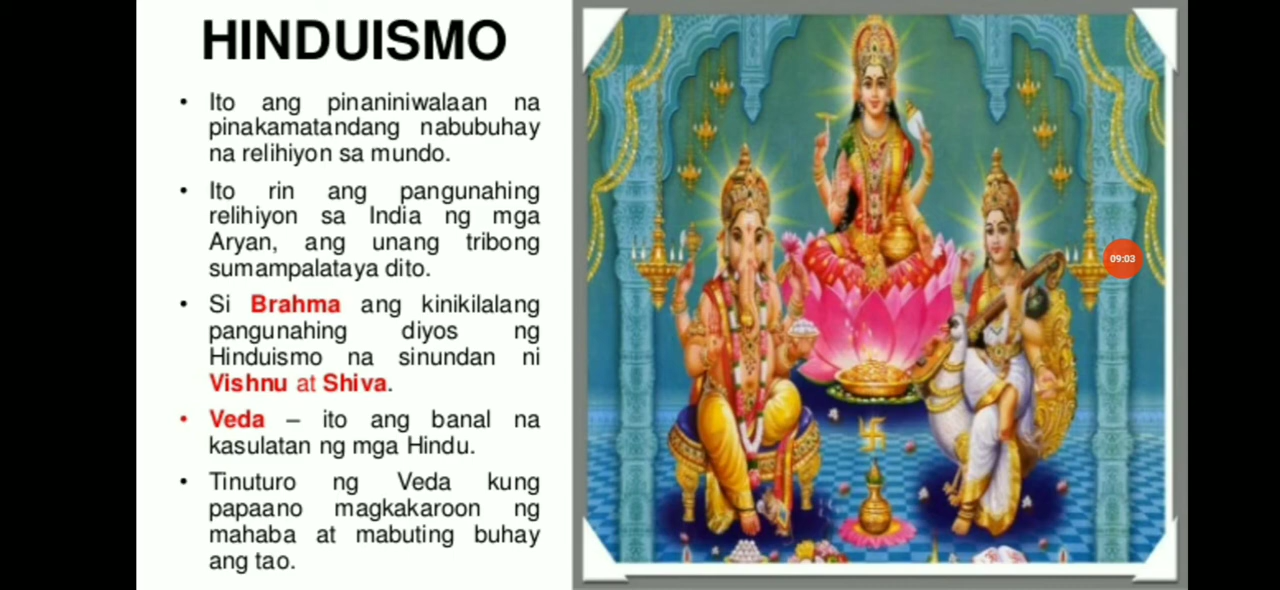 HINDUISMO
• Ito ang pinaniniwalaan na
pinakamatandang nabubuhay
na relihiyon sa mundo.
• Ito rin ang pangunahing
relihiyon sa India ng mga
Aryan, ang unang tribong
sumampalataya dito.
• Si Brahma ang kinikilalang
pangunahing diyos ng
Hinduismo na sinundan ni
Vishnu at Shiva.
• Veda – ito ang banal na
kasulatan ng mga Hindu.
• Tinuturo ng Veda kung
papaano magkakaroon ng
mahaba at mabuting buhay
ang tao.
09:03